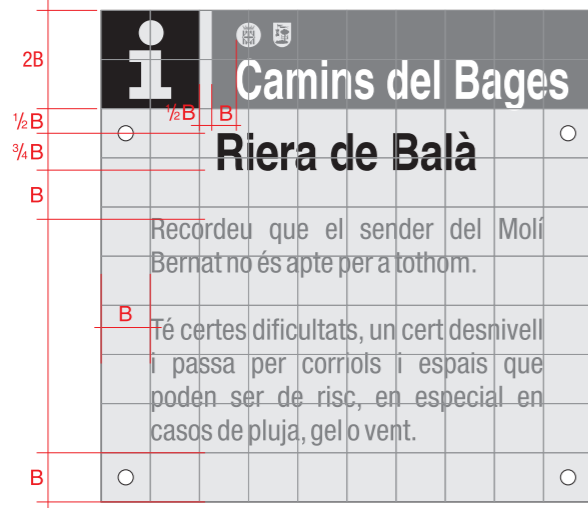 i
Camins del Bages
2B
½B
B
½B
¾B
B
Riera de Balà
Recordeu que el sender del Molí
Bernat no és apte per a tothom.
B
Té certes dificultats, un cert desnivell
i passa per corriols i espais que
poden ser de risc, en especial en
casos de pluja, gel o vent.
B